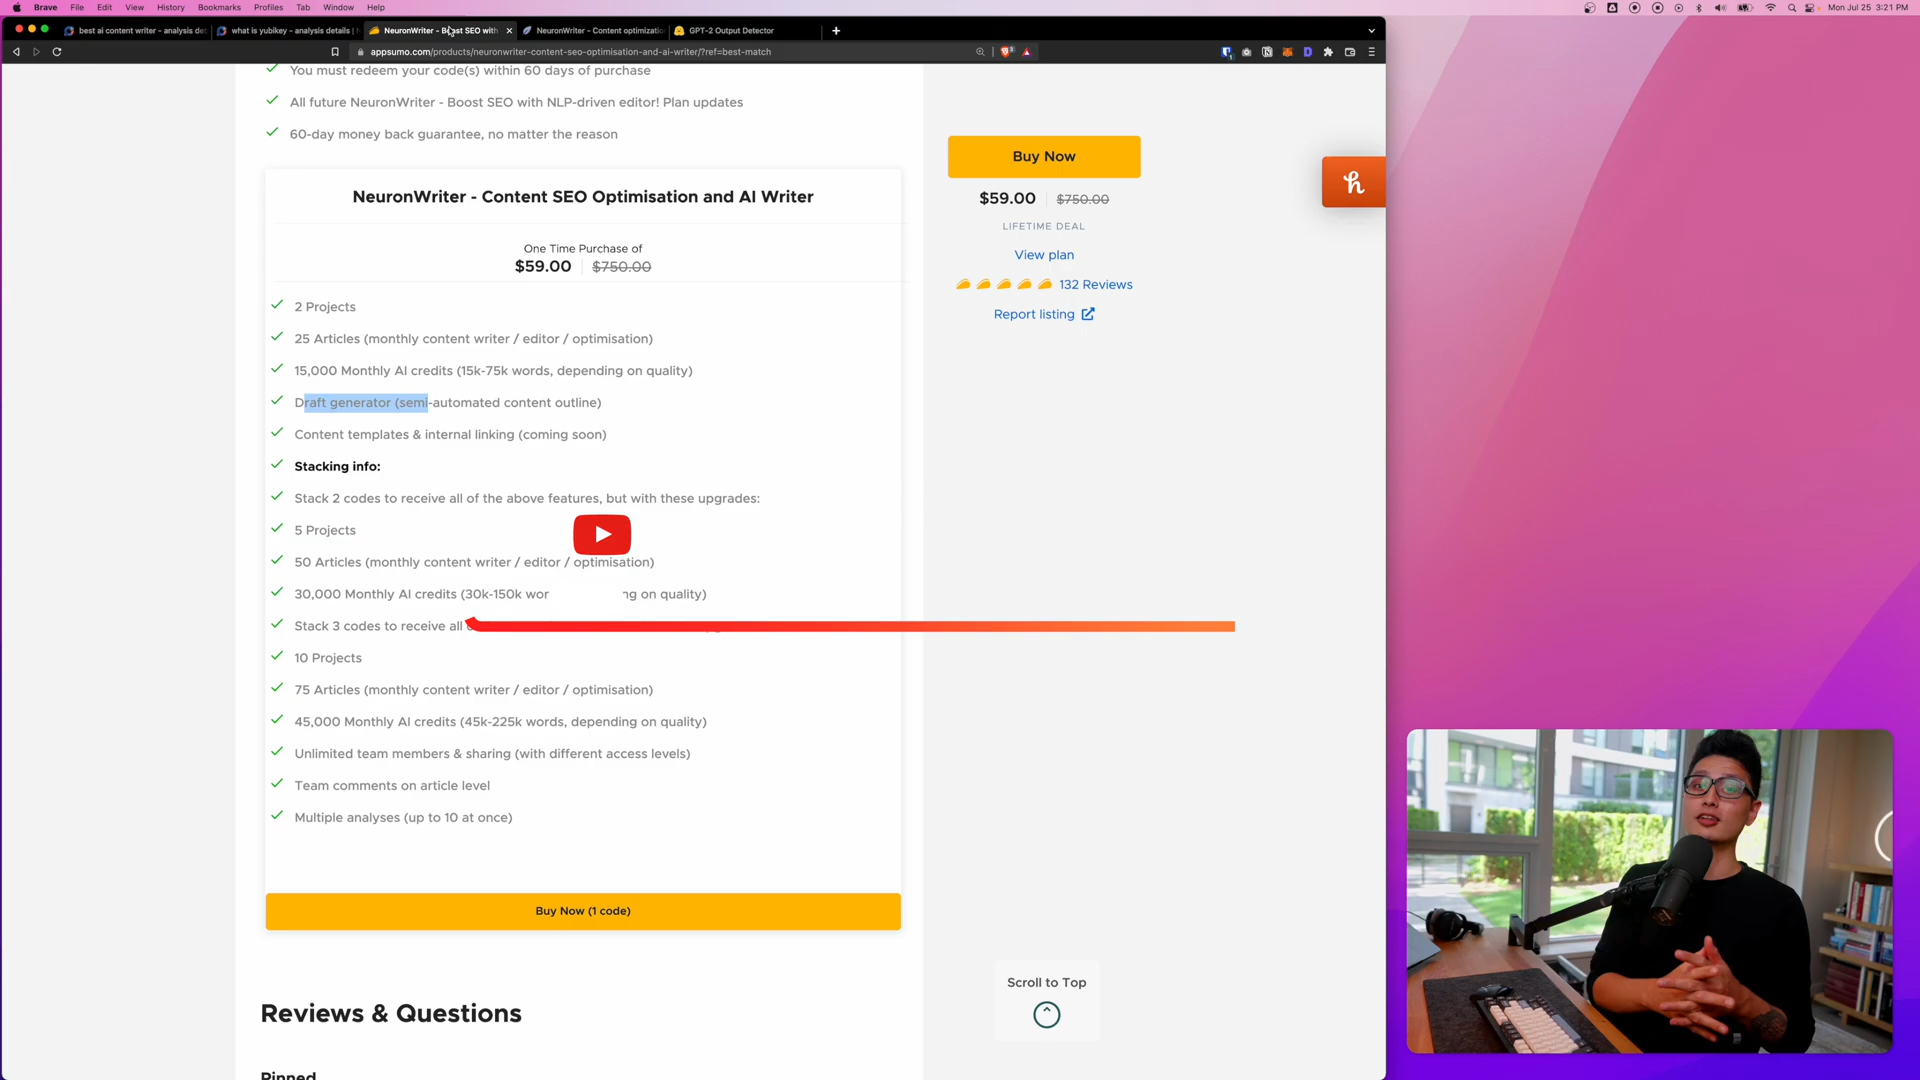 Brave File Edit View History Bookmarks Profiles Tab Window Help
Mon Jul 25 3:21 PM
best ai content writer - analysis de
what is yubikey - analysis details |
NeuronWriter - Boost SEO with
NeuronWriter - Content optimizatio
GPT-2 Output Detector
appsumo.com/products/neuronwriter-content-seo-optimisation-and-ai-writer/?ref=best-match
You must redeem your code(s) within 60 days of purchase
All future NeuronWriter - Boost SEO with NLP-driven editor! Plan updates
60-day money back guarantee, no matter the reason
NeuronWriter - Content SEO Optimisation and AI Writer
One Time Purchase of
$59.00 $750.00
2 Projects
25 Articles (monthly content writer / editor / optimisation)
15,000 Monthly AI credits (15k-75k words, depending on quality)
Draft generator (semi-automated content outline)
Content templates & internal linking (coming soon)
Stacking info:
Stack 2 codes to receive all of the above features, but with these upgrades:
5 Projects
50 Articles (monthly content writer / editor / optimisation)
30,000 Monthly AI credits (30k-150k wor ng on quality)
Stack 3 codes to receive all
10 Projects
75 Articles (monthly content writer / editor / optimisation)
45,000 Monthly AI credits (45k-225k words, depending on quality)
Unlimited team members & sharing (with different access levels)
Team comments on article level
Multiple analyses (up to 10 at once)
Buy Now (1 code)
Reviews & Questions
Pinned
Buy Now
$59.00 $750.00
LIFETIME DEAL
View plan
132 Reviews
Report listing
Scroll to Top